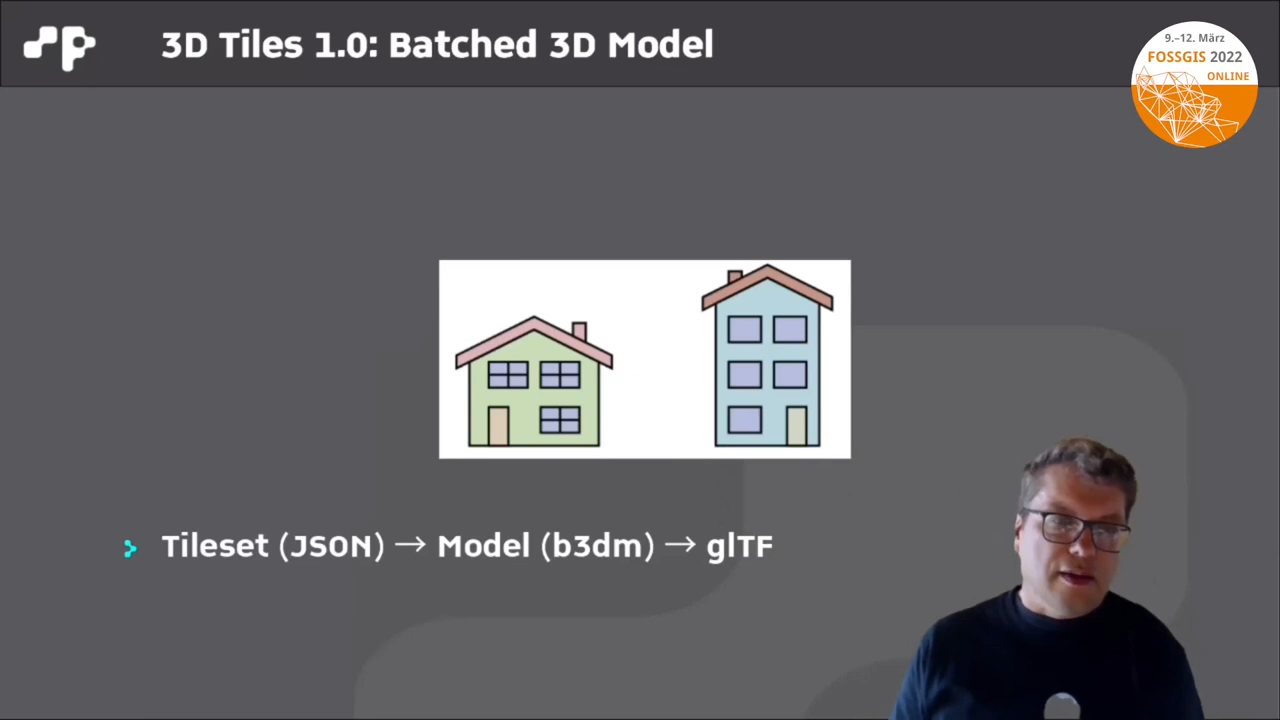 3D Tiles 1.0: Batched 3D Model
9.–12. März
FOSSGIS 2022
ONLINE
Tileset (JSON) → Model (b3dm) → glTF